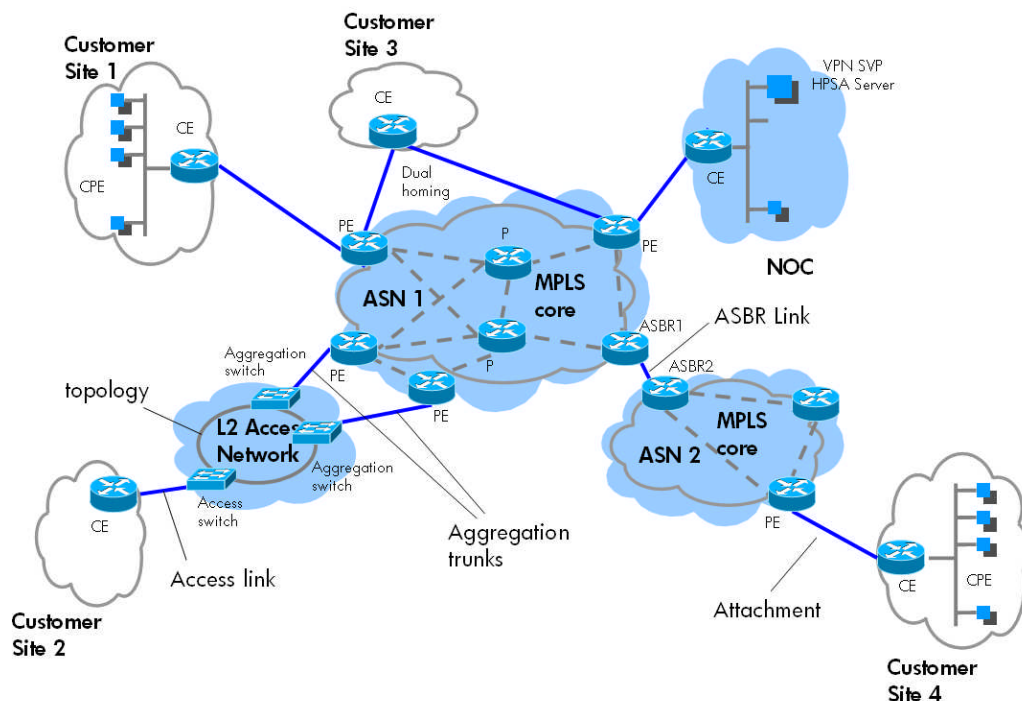 Customer
Site 1
CE
CPE
Customer
Site 3
CE
Dual
homing
VPN SVP
HPSA Server
CE
NOC
PE
P
PE
ASN 1
MPLS
core
P
PE
PE
ASBR1
ASBR Link
ASBR2
MPLS
core
ASN 2
PE
Aggregation
switch
topology
L2 Access
Network
Aggregation
switch
Access
switch
CE
Access link
Customer
Site 2
Aggregation
trunks
Attachment
CE
CPE
Customer
Site 4